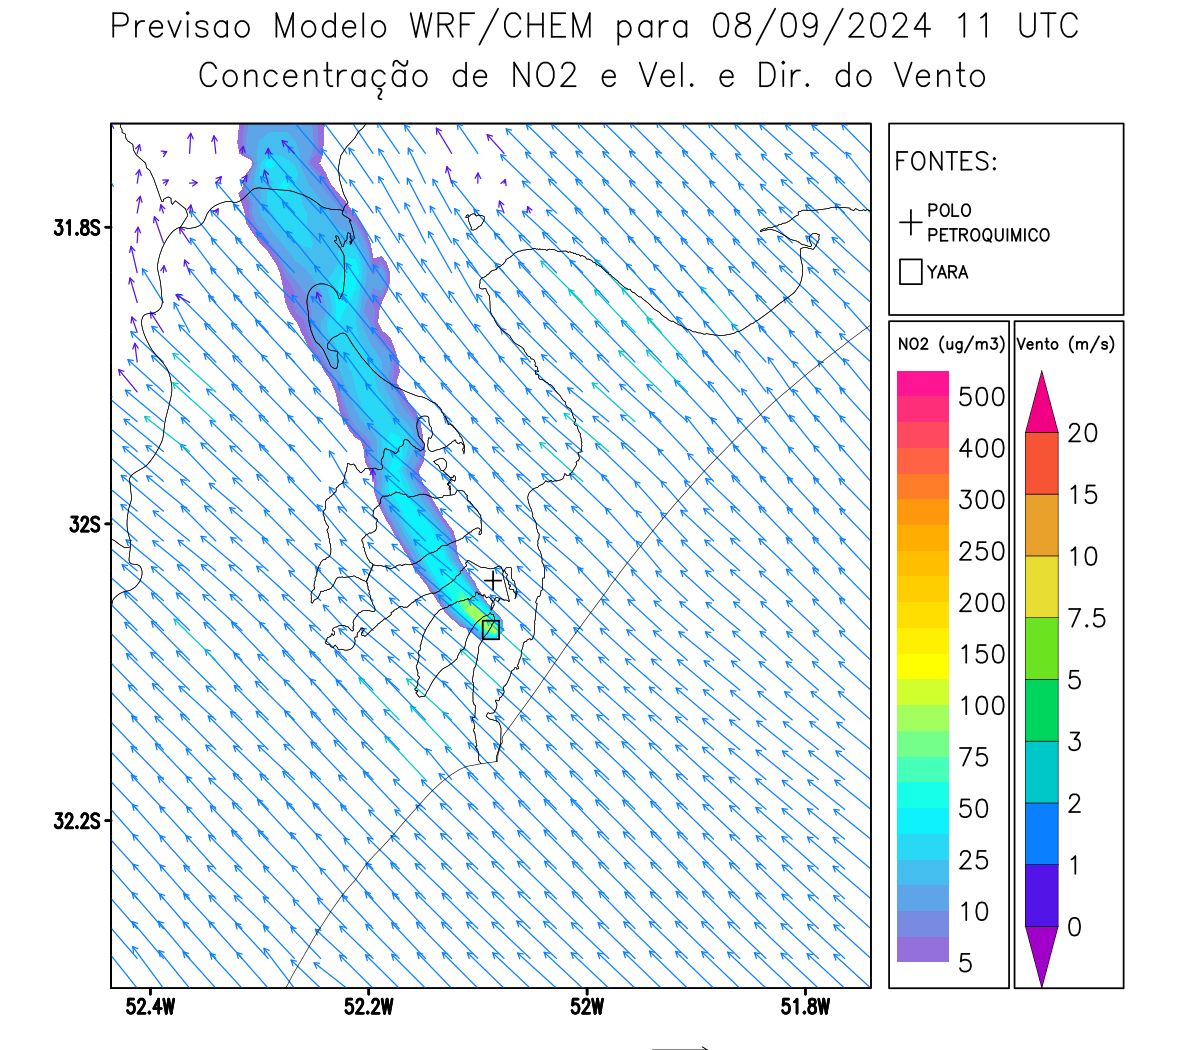 Previsao Modelo WRF/CHEM para 08/09/2024 11 UTC
Concentração de NO2 e Vel. e Dir. do Vento
FONTES:
POLO
PETROQUIMICO
YARA
NO2 (ug/m3)
500
400
300
250
200
150
100
75
50
25
10
5
Vento (m/s)
20
15
10
7.5
5
3
2
1
0
31.8S
32S
32.2S
52.4W
52.2W
52W
51.8W